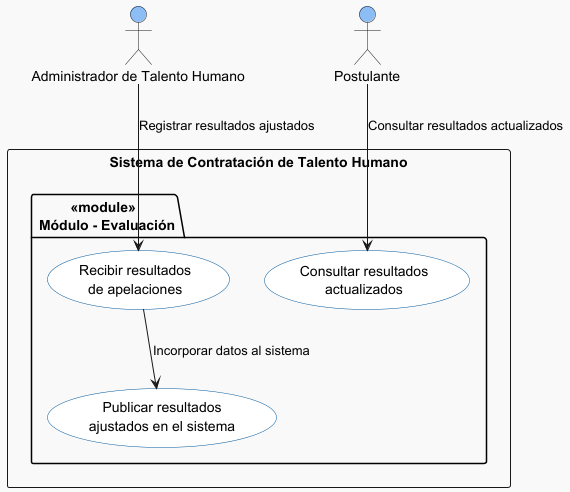 Administrador de Talento Humano
Postulante
Registrar resultados ajustados
Consultar resultados actualizados
Sistema de Contratación de Talento Humano
«module»
Módulo - Evaluación
Recibir resultados
de apelaciones
Consultar resultados
actualizados
Incorporar datos al sistema
Publicar resultados
ajustados en el sistema